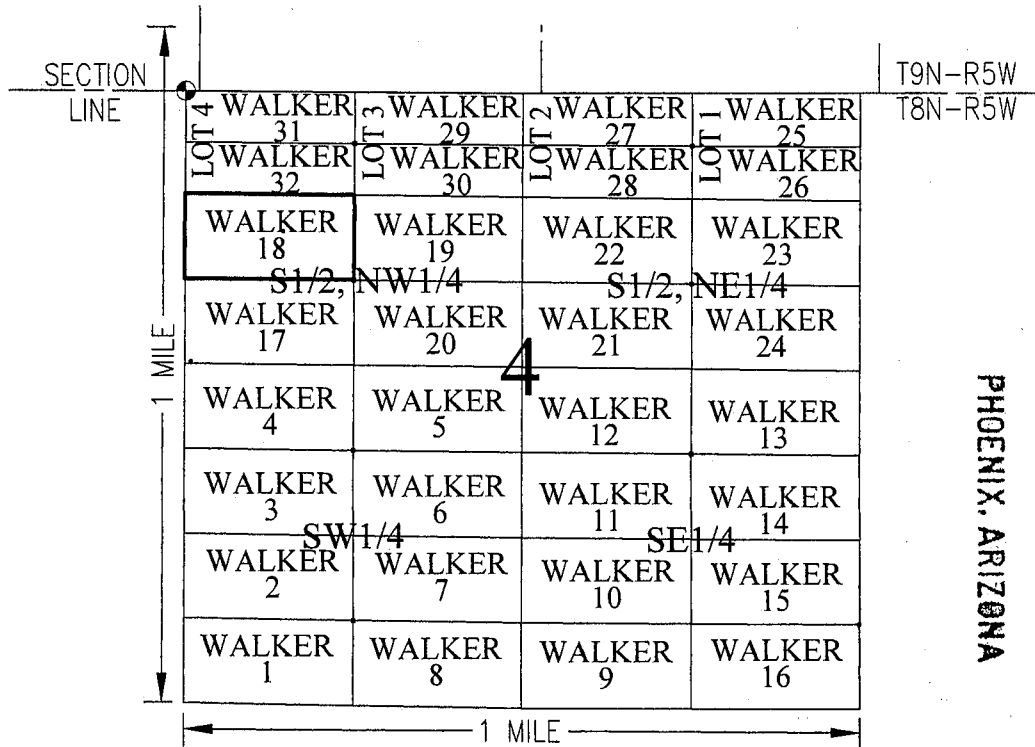 SECTION
LINE
T9N-R5W
T8N-R5W
LOT 4
WALKER
31
LOT 3
WALKER
29
LOT 2
WALKER
27
LOT 1
WALKER
25
WALKER
32
WALKER
30
WALKER
28
WALKER
26
WALKER
18
WALKER
19
WALKER
22
WALKER
23
S1/2, NW1/4
S1/2, NE1/4
WALKER
17
WALKER
20
WALKER
21
WALKER
24
4
1 MILE
WALKER
4
WALKER
5
WALKER
12
WALKER
13
WALKER
3
WALKER
6
WALKER
11
WALKER
14
SW1/4
SE1/4
WALKER
2
WALKER
7
WALKER
10
WALKER
15
WALKER
1
WALKER
8
WALKER
9
WALKER
16
1 MILE
PHOENIX, ARIZONA